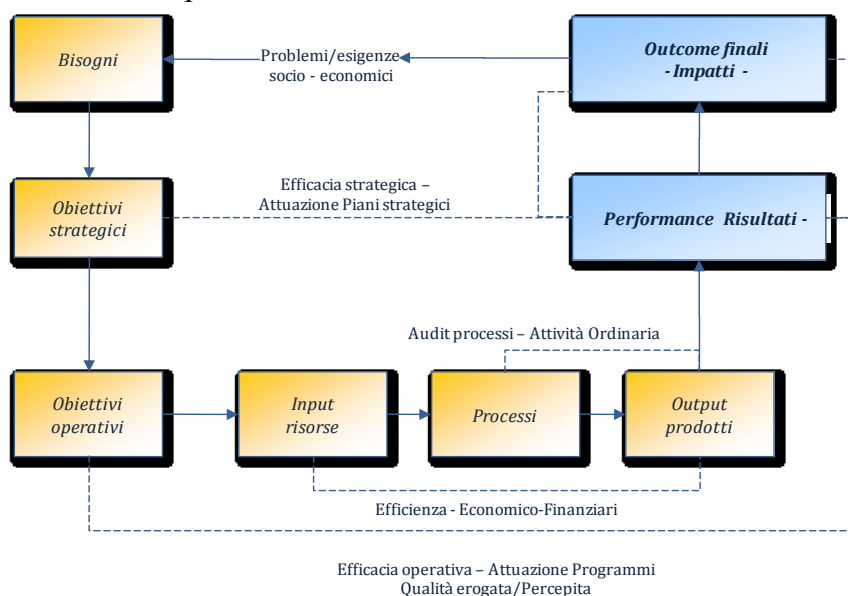 Bisogni
Problemi/esigenze
socio - economici
Outcome finali
- Impatti -
Obiettivi
strategici
Efficacia strategica –
Attuazione Piani strategici
Performance Risultati -
Audit processi – Attività Ordinaria
Obiettivi
operativi
Input
risorse
Processi
Output
prodotti
Efficienza - Economico-Finanziari
Efficacia operativa – Attuazione Programmi
Qualità erogata/Percepita